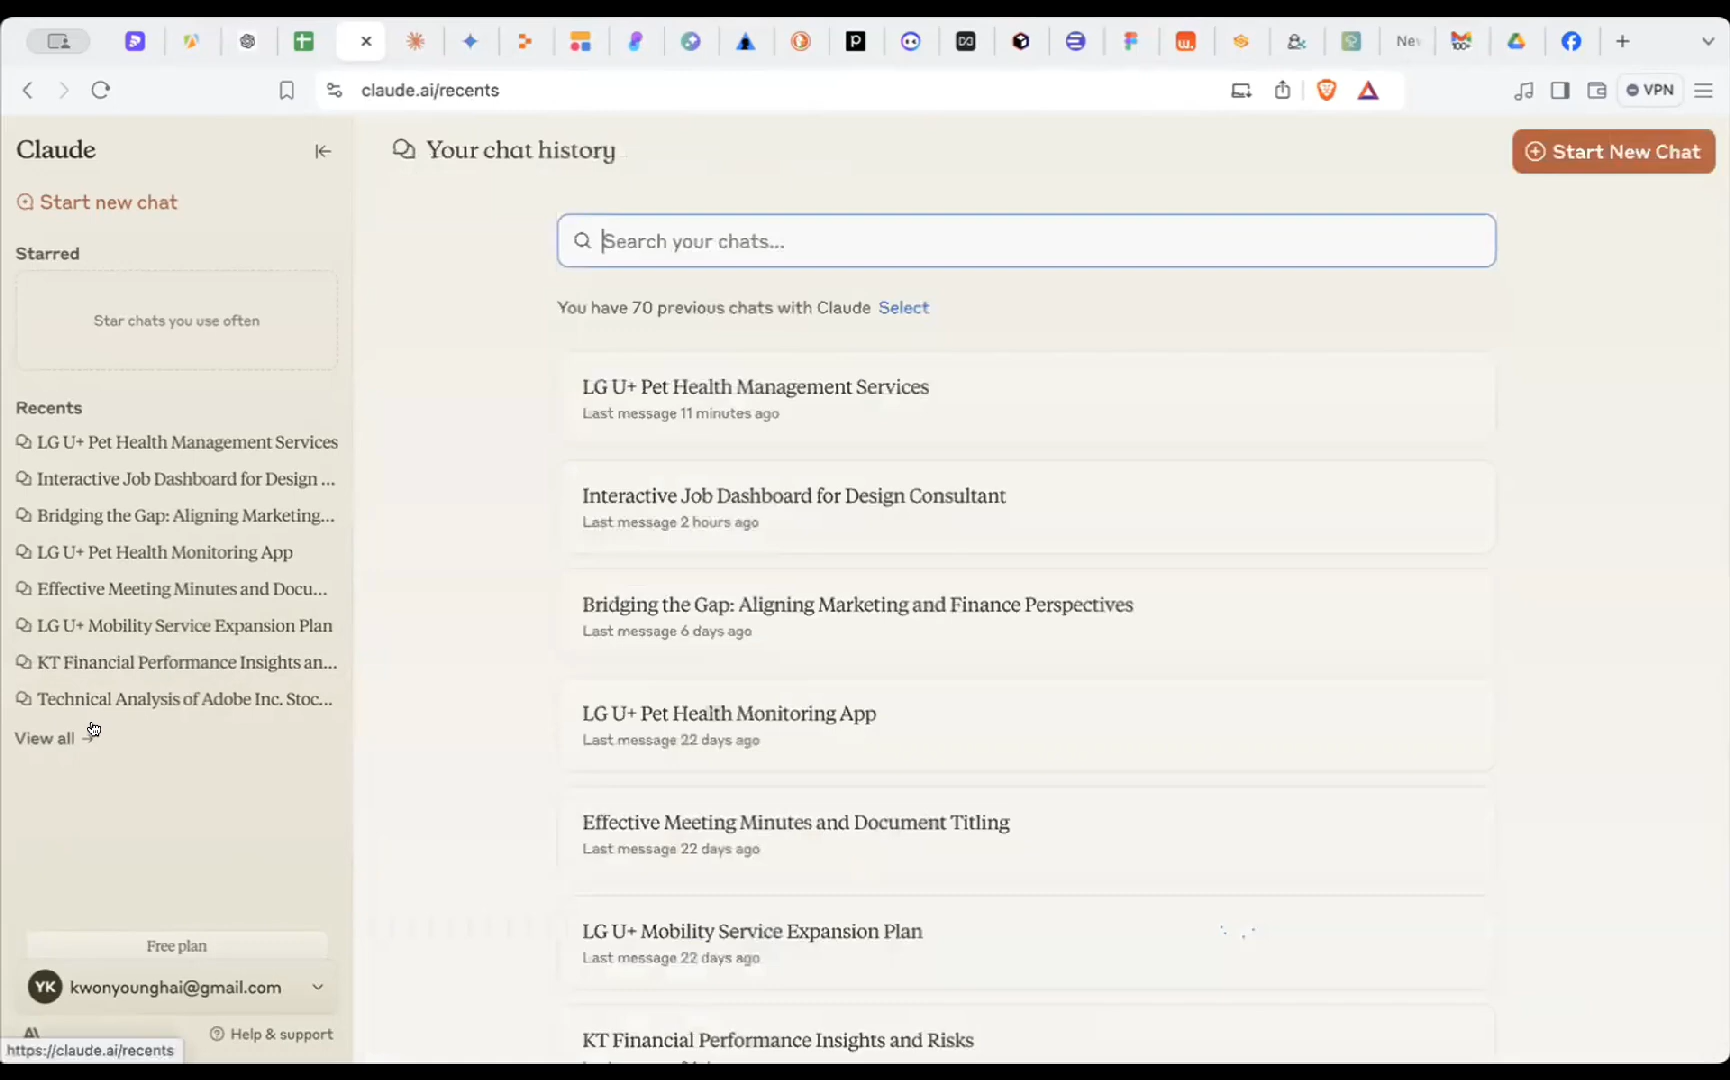 New
claude.ai/recents
VPN
Claude
Start new chat
Starred
Star chats you use often
Recents
LG U+ Pet Health Management Services
Interactive Job Dashboard for Design ...
Bridging the Gap: Aligning Marketing...
LG U+ Pet Health Monitoring App
Effective Meeting Minutes and Docu...
LG U+ Mobility Service Expansion Plan
KT Financial Performance Insights an...
Technical Analysis of Adobe Inc. Stoc...
View all →
Free plan
YK kwonyounghai@gmail.com
A\
Help & support
https://claude.ai/recents
Your chat history
Start New Chat
Search your chats...
You have 70 previous chats with Claude Select
LG U+ Pet Health Management Services
Last message 11 minutes ago
Interactive Job Dashboard for Design Consultant
Last message 2 hours ago
Bridging the Gap: Aligning Marketing and Finance Perspectives
Last message 6 days ago
LG U+ Pet Health Monitoring App
Last message 22 days ago
Effective Meeting Minutes and Document Titling
Last message 22 days ago
LG U+ Mobility Service Expansion Plan
Last message 22 days ago
KT Financial Performance Insights and Risks